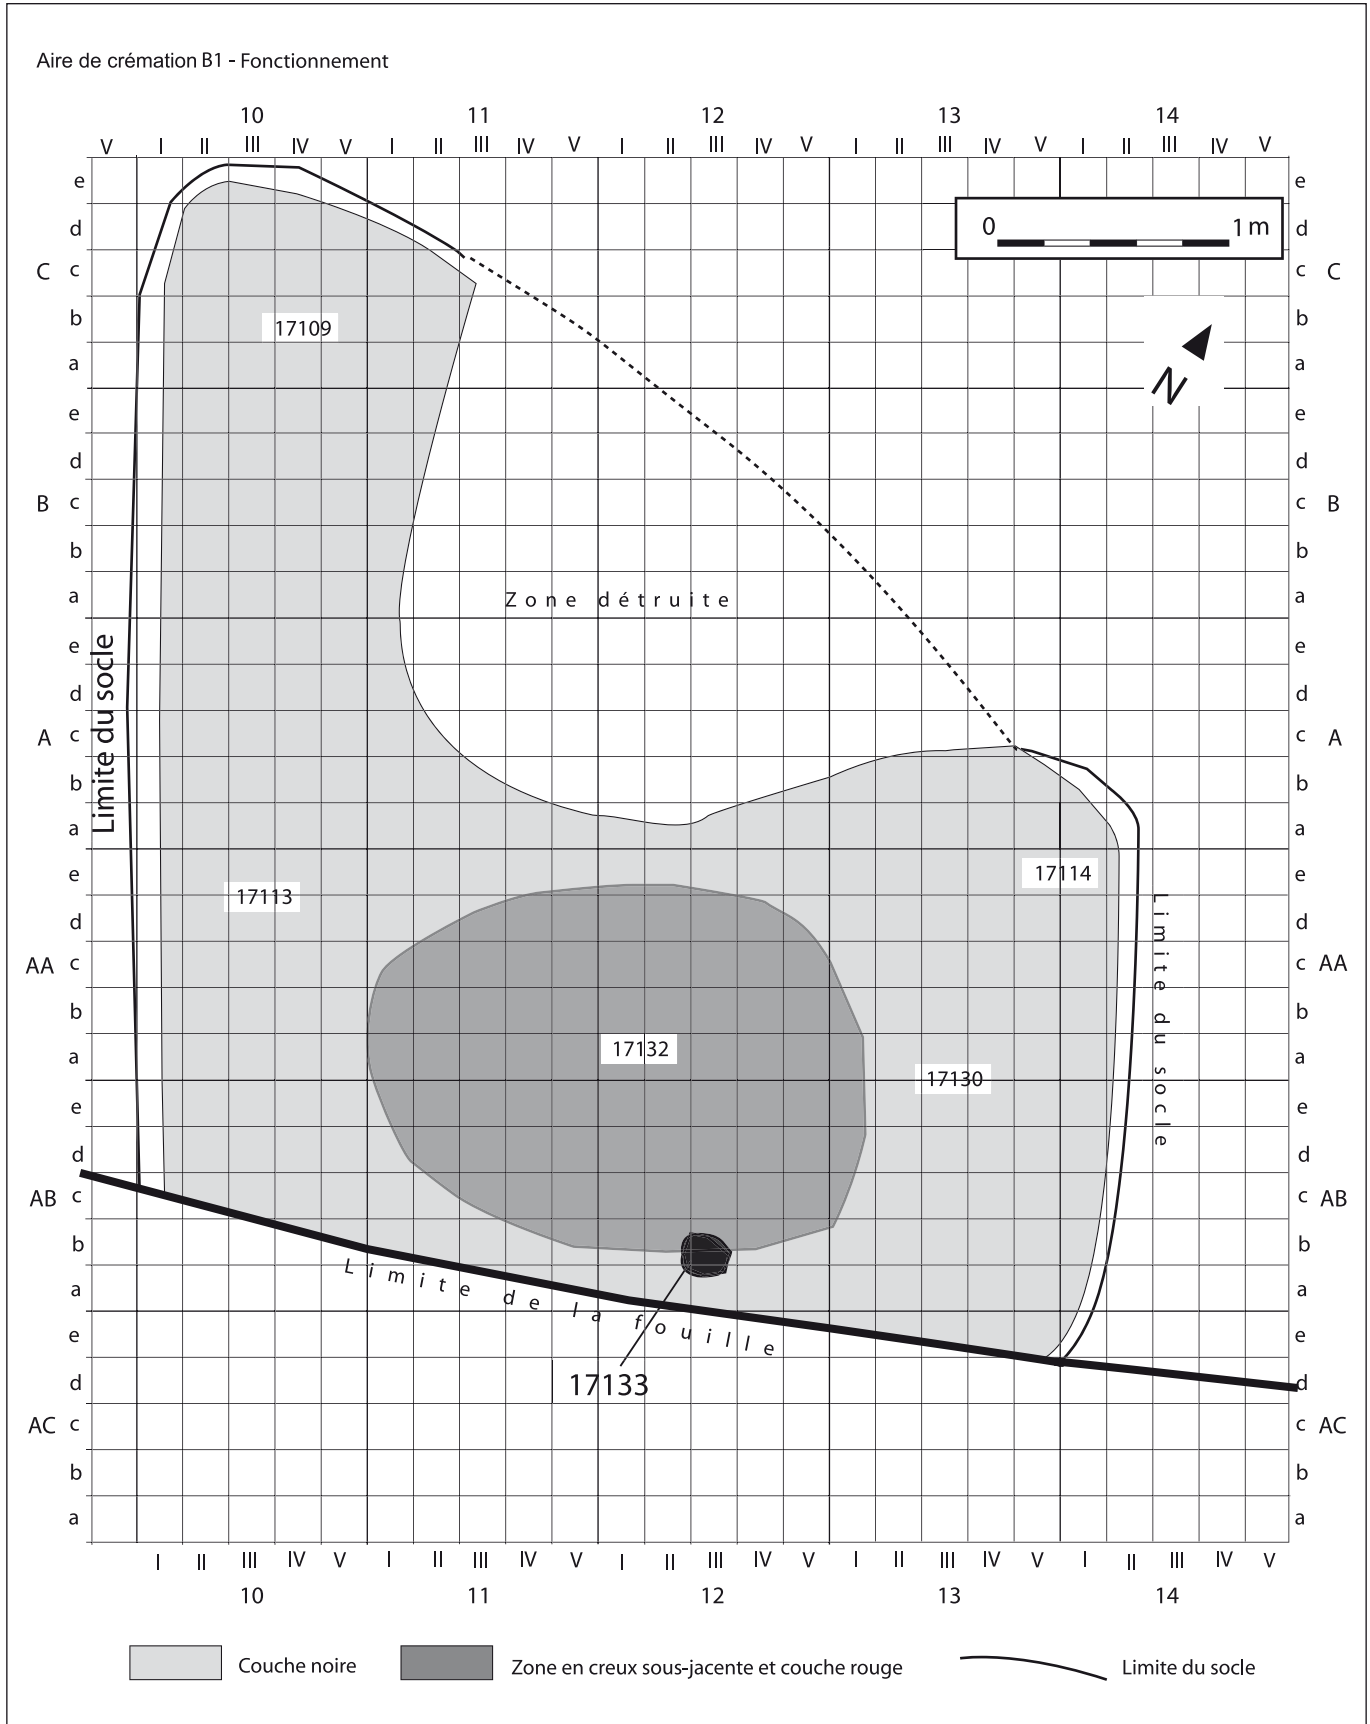 Aire de crémation B1 - Fonctionnement
10 11 12 13 14
V I II III IV V I II III IV V I II III IV V I II III IV V I II III IV V
e e
d 0 1 m d
C c c C
b 17109 b
a a
e N e
d d
B c c B
b b
a Zone détruite a
e e
d d
Limite du socle
A c c A
b b
a a
e 17114 e
17113
d d
Limite du socle
AA c c AA
b b
a 17132 a
17130
e e
d d
AB c c AB
b b
a Limite de la fouille a
e e
d 17133 d
AC c c AC
b b
a a
I II III IV V I II III IV V I II III IV V I II III IV V I II III IV V
10 11 12 13 14
Couche noire Zone en creux sous-jacente et couche rouge Limite du socle